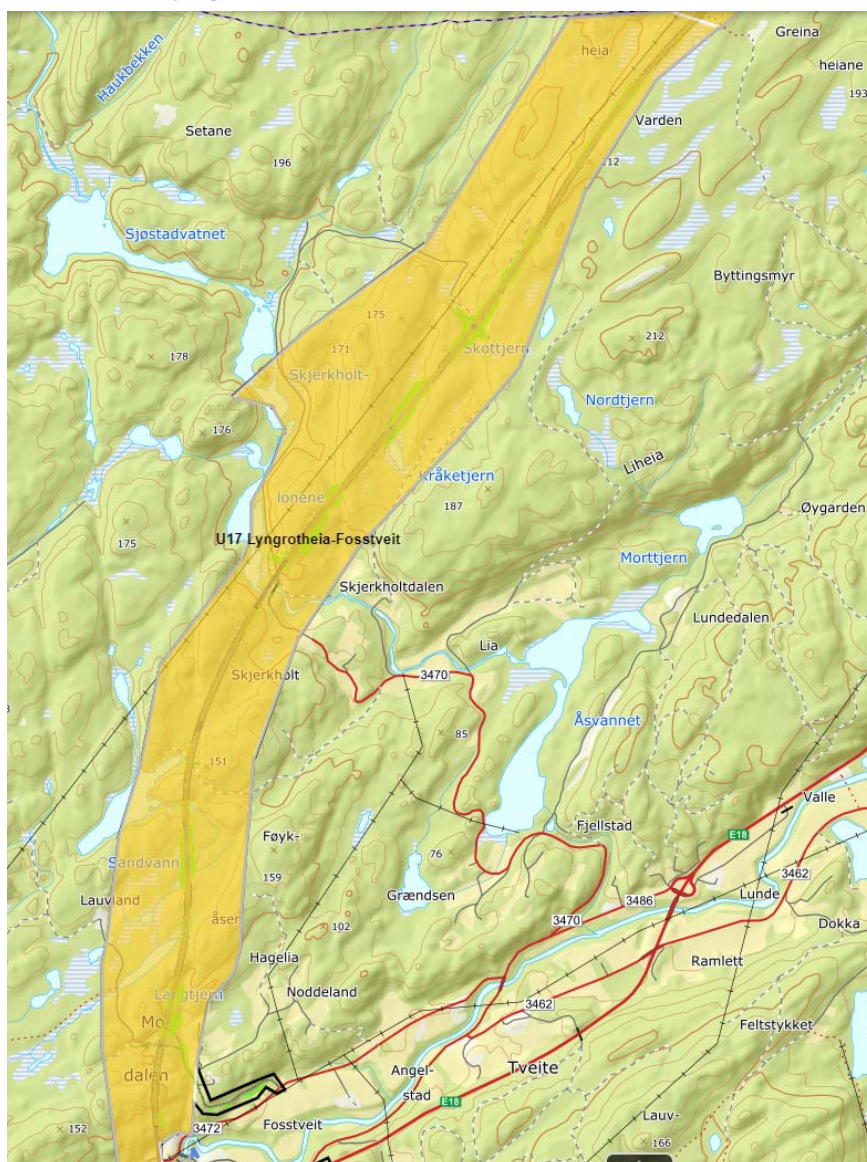 Greina
heia
heiane
Haukbekken
193
Varden
Setane
196
212
Sjøstadvatnet
Byttingsmyr
175
212
171
Skottjern
178
Skjerkholt-
Nordtjern
176
Liheia
kråketjern
Ionene
187
Øygarden
U17 Lyngrotheia-Fosstveit
175
Morttjern
Skjerkholtdalen
Lundedalen
Lia
Skjerkholt
3470
Åsvannet
85
151
Valle
Føyk-
Fjellstad
E18
Sandvann
76
159
3462
Lauvland
Grændsen
3486
Lunde
åser
102
3470
Dokka
Hagelia
Ramlett
Langtjern
Noddeland
3462
Mo-
Feltstykket
dalen
Angel-
stad
Tveite
E18
152
3472
Fosstveit
Lauv-
166